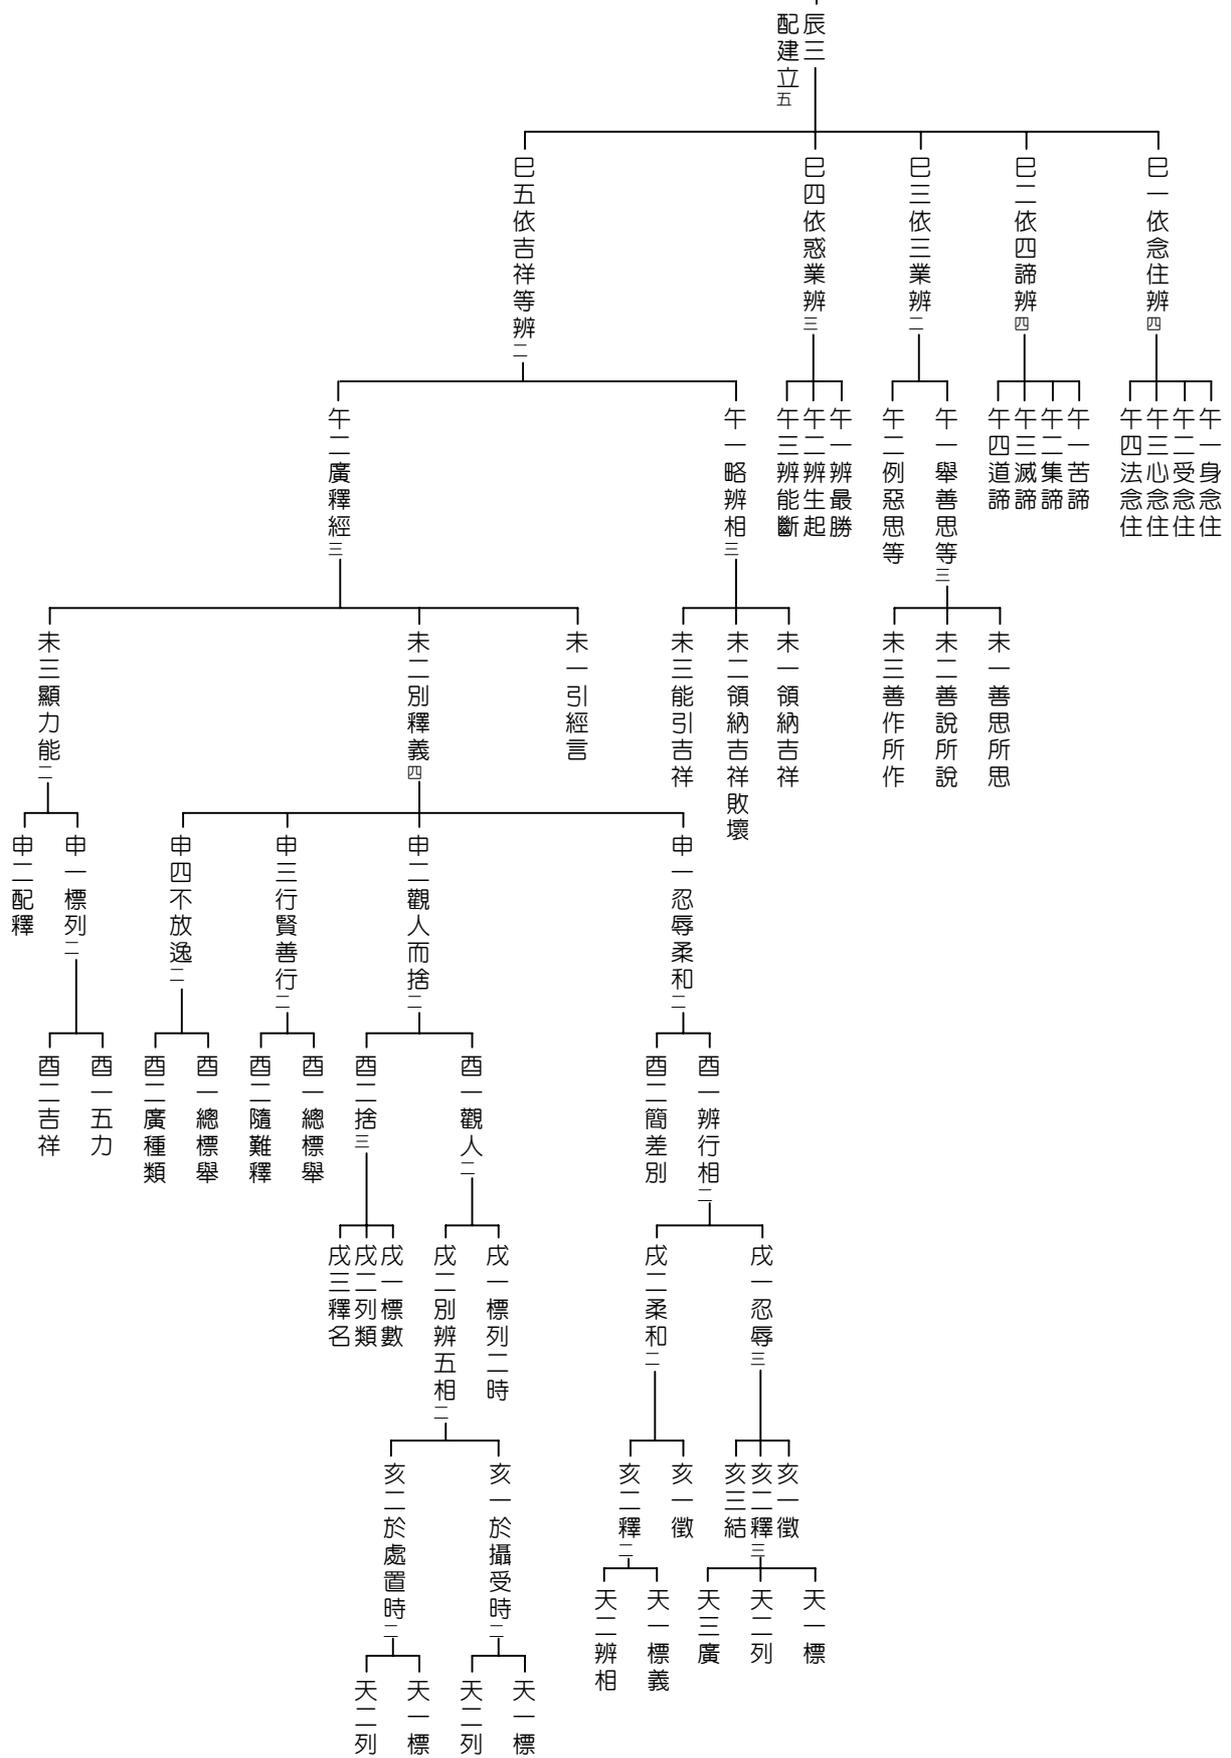 辰三
配建立五
巳一依念住辨四
巳二依四諦辨四
巳三依三業辨二
巳四依惑業辨三
巳五依吉祥等辨二
午一身念住
午二受念住
午三心念住
午四法念住
午一苦諦
午二集諦
午三滅諦
午四道諦
午一舉善思等三
午二例惡思等
午一辨最勝
午二辨生起
午三辨能斷
午一略辨相三
午二廣釋經三
未一善思所思
未二善說所說
未三善作所作
未一領納吉祥
未二領納吉祥敗壞
未三能引吉祥
未一引經言
未二別釋義四
未三顯力能二
申一忍辱柔和二
申二觀人而捨二
申三行賢善行二
申四不放逸二
申一標列二
申二配釋
酉一辨行相二
酉二簡差別
酉一觀人二
酉二捨三
酉一總標舉
酉二隨難釋
酉一總標舉
酉二廣種類
酉一五力
酉二吉祥
戌一忍辱三
戌二柔和二
戌一標列二時
戌二別辨五相二
戌一標數
戌二列類
戌三釋名
亥一徵
亥二釋三
亥三結
亥一徵
亥二釋二
亥一於攝受時二
亥二於處置時二
天一標
天二列
天三廣
天一標義
天二辨相
天一標
天二列
天一標
天二列